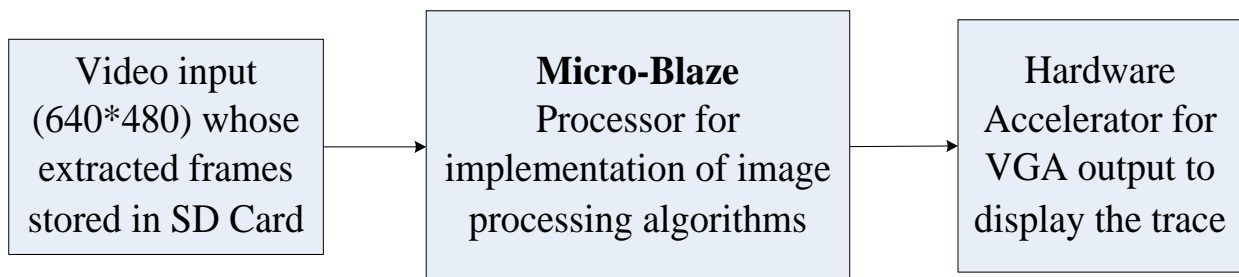 Video input
(640*480) whose
extracted frames
stored in SD Card
Micro-Blaze
Processor for
implementation of image
processing algorithms
Hardware
Accelerator for
VGA output to
display the trace